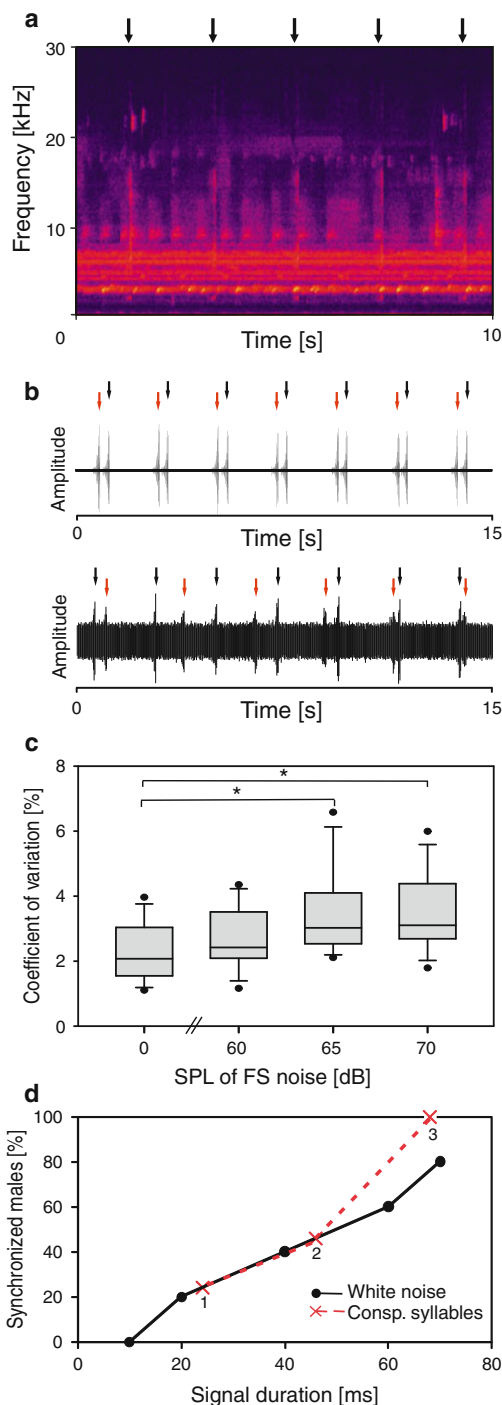 a
30
20
10
0
10
Frequency [kHz]
Time [s]
b
Amplitude
0
15
Time [s]
Amplitude
0
15
Time [s]
c
8
6
4
2
0
Coefficient of variation [%]
*
*
0
60
65
70
SPL of FS noise [dB]
d
100
80
60
40
20
0
Synchronized males [%]
1
2
3
White noise
Consp. syllables
0
20
40
60
80
Signal duration [ms]